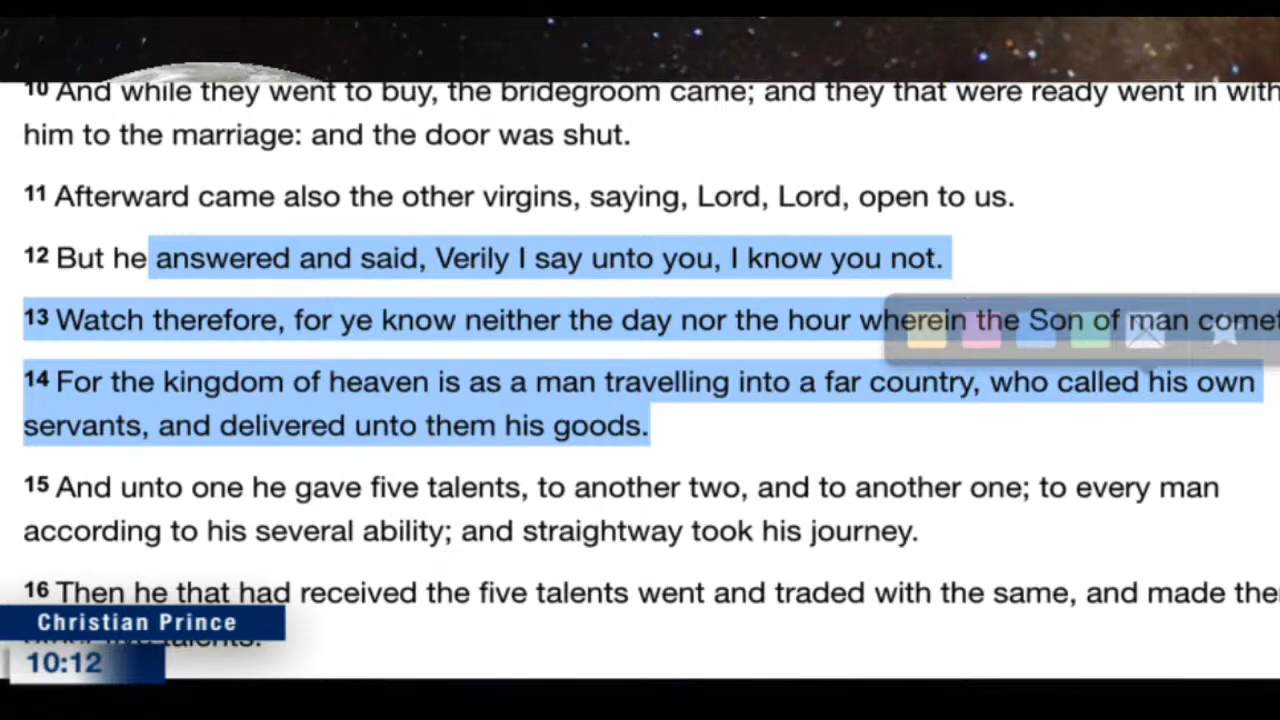 10 And while they went to buy, the bridegroom came; and they that were ready went in with
him to the marriage: and the door was shut.
11 Afterward came also the other virgins, saying, Lord, Lord, open to us.
12 But he answered and said, Verily I say unto you, I know you not.
13 Watch therefore, for ye know neither the day nor the hour wherein the Son of man comet
14 For the kingdom of heaven is as a man travelling into a far country, who called his own
servants, and delivered unto them his goods.
15 And unto one he gave five talents, to another two, and to another one; to every man
according to his several ability; and straightway took his journey.
16 Then he that had received the five talents went and traded with the same, and made the
talents.
Christian Prince
10:12